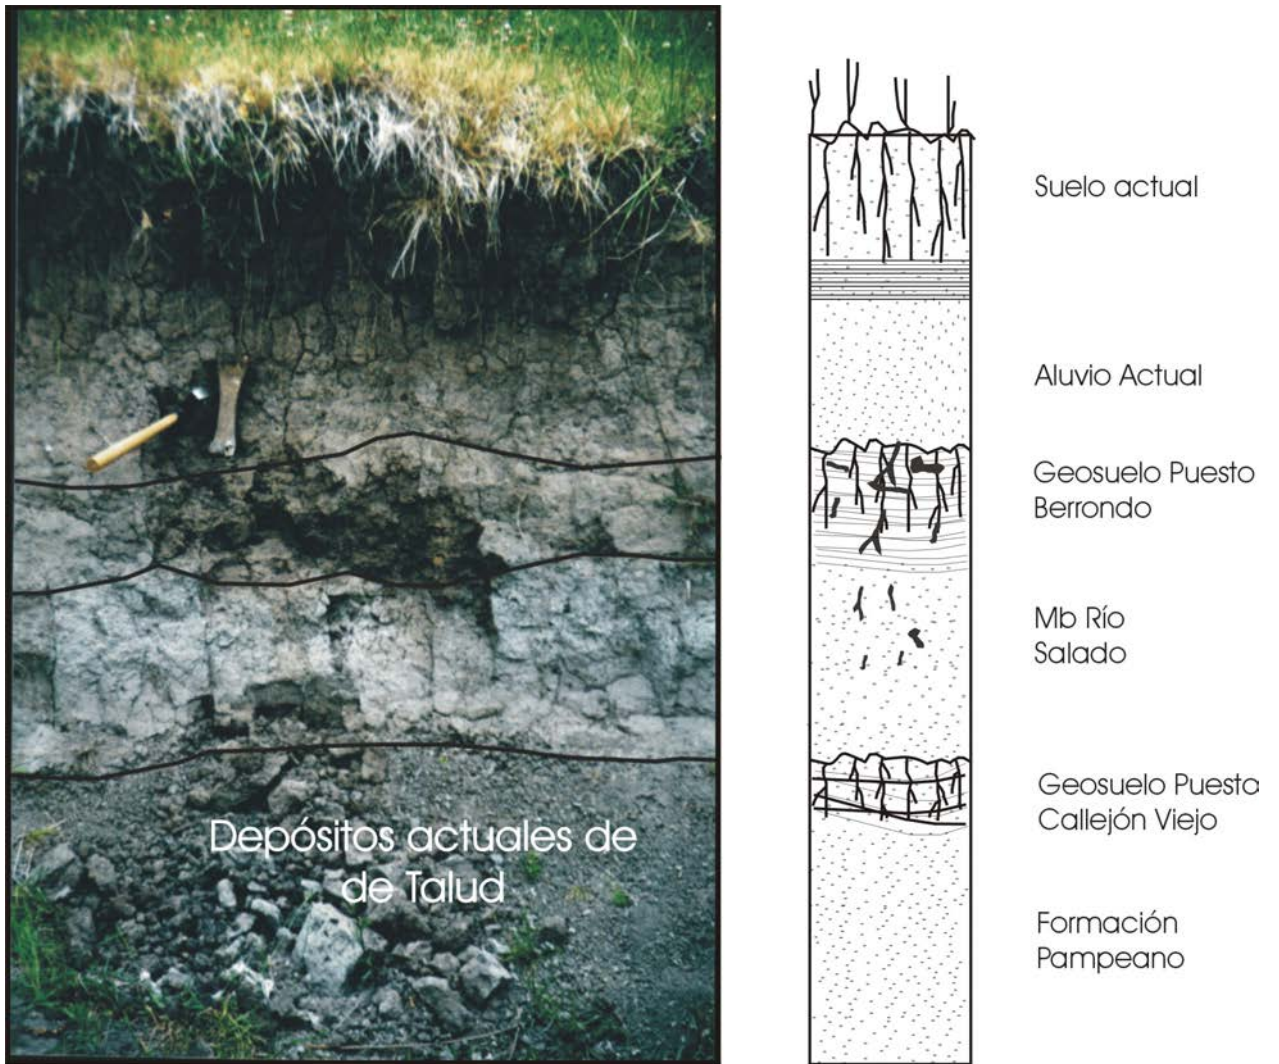 Depósitos actuales de
de Talud
Suelo actual
Aluvio Actual
Geosuelo Puesto
Berrondo
Mb Río
Salado
Geosuelo Puesta
Callejón Viejo
Formación
Pampeano